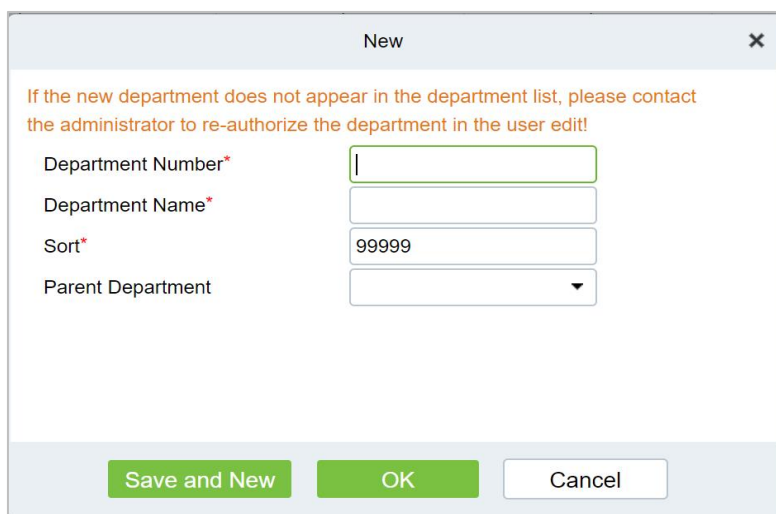 New
If the new department does not appear in the department list, please contact
the administrator to re-authorize the department in the user edit!
Department Number*
Department Name*
Sort* 99999
Parent Department
Save and New OK Cancel